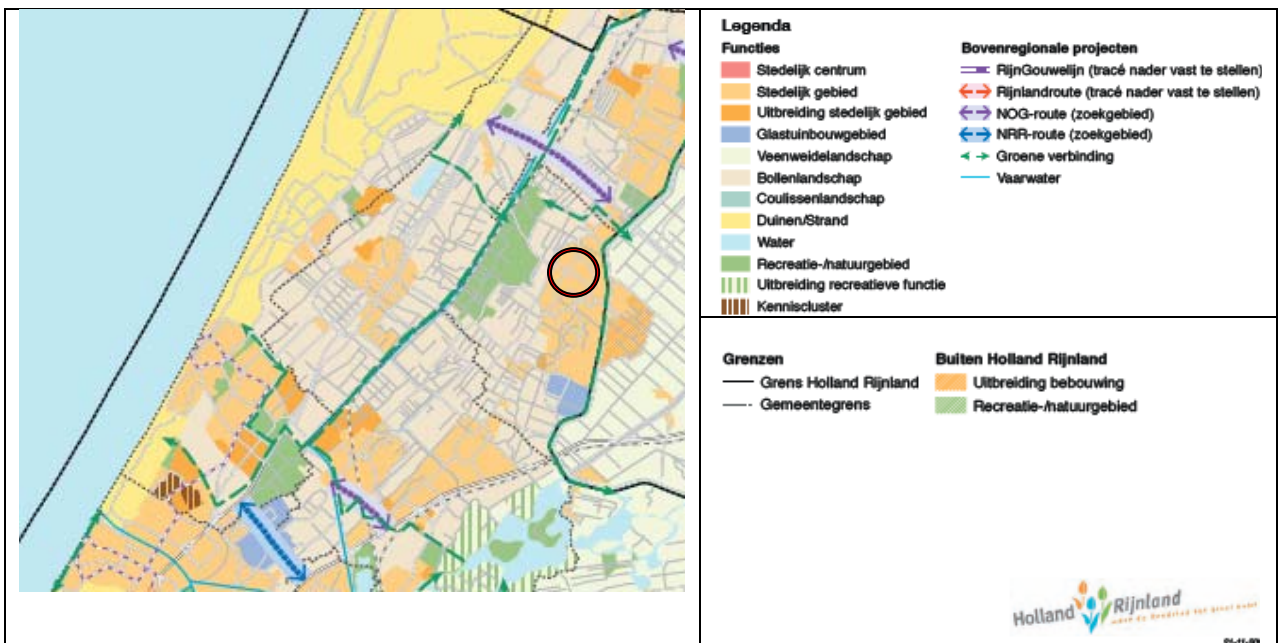 Legenda
Functies
Stedelijk centrum
Stedelijk gebied
Uitbreiding stedelijk gebied
Glastuinbouwgebied
Veenweidelandschap
Bollenlandschap
Coulissenlandschap
Duinen/Strand
Water
Recreatie-/natuurgebied
Uitbreiding recreatieve functie
Kenniscluster
Bovenregionale projecten
RijnGouwelijn (tracé nader vast te stellen)
Rijnlandroute (tracé nader vast te stellen)
NOG-route (zoekgebied)
NRR-route (zoekgebied)
Groene verbinding
Vaarwater
Grenzen
Grens Holland Rijnland
Gemeentegrens
Buiten Holland Rijnland
Uitbreiding bebouwing
Recreatie-/natuurgebied
Holland Rijnland